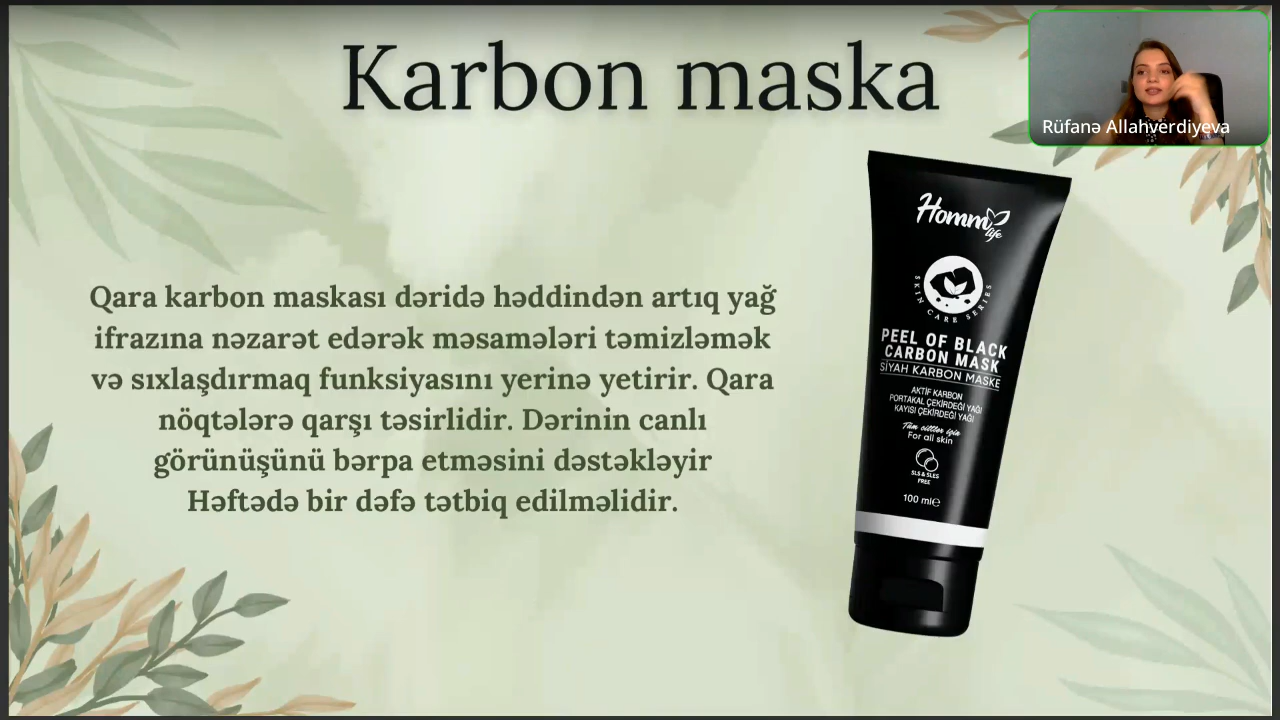 Karbon maska
Rüfanə Allahverdiyeva
Qara karbon maskası dəridə həddindən artıq yağ
ifrazına nəzarət edərək məsamələri təmizləmək
və sıxlaşdırmaq funksiyasını yerinə yetirir. Qara
nöqtələrə qarşı təsirlidir. Dərinin canlı
görünüşünü bərpa etməsini dəstəkləyir
Həftədə bir dəfə tətbiq edilməlidir.
Homm life
SKIN CARE SERIES
PEEL OF BLACK
CARBON MASK
SİYAH KARBON MASKE
AKTİF KARBON
PORTAKAL ÇEKİRDEĞİ YAĞI
KAYISI ÇEKİRDEĞİ YAĞI
Tüm ciltler için
For all skin
SLS & SLES
FREE
100 ml℮